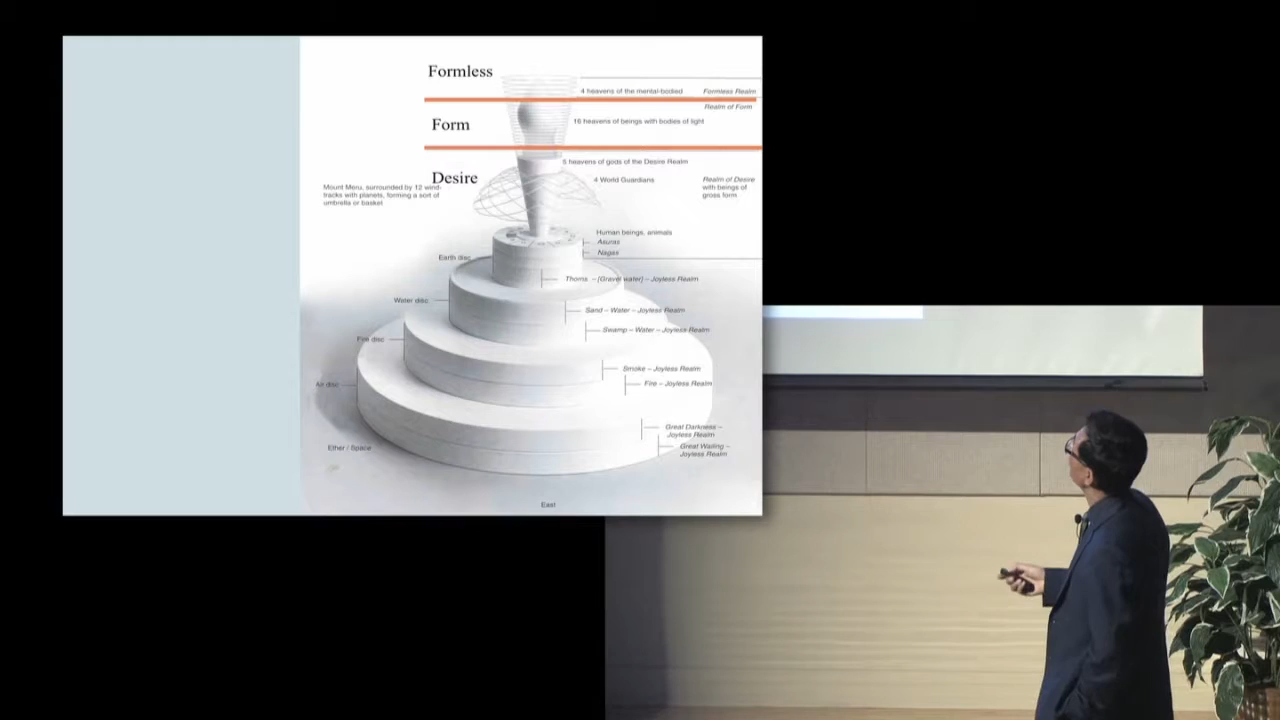 Formless
4 heavens of the mental-bodied Formless Realm
Realm of Form
Form
16 heavens of beings with bodies of light
5 heavens of gods of the Desire Realm
Desire
4 World Guardians
Realm of Desire
with beings of
gross form
Mount Meru, surrounded by 12 wind-
tracks with planets, forming a sort of
umbrella or basket
Human beings, animals
Asuras
Nagas
Earth disc
Thorns – (Gravel water) – Joyless Realm
Water disc
Sand – Water – Joyless Realm
Swamp – Water – Joyless Realm
Fire disc
Smoke – Joyless Realm
Air disc
Fire – Joyless Realm
Great Darkness –
Joyless Realm
Ether / Space
Great Wailing –
Joyless Realm
East